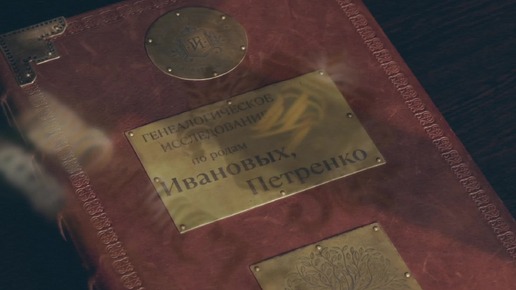 ГЕНЕАЛОГИЧЕСКОЕ
ИССЛЕДОВАНИЕ
по родам
Ивановых,
Петренко